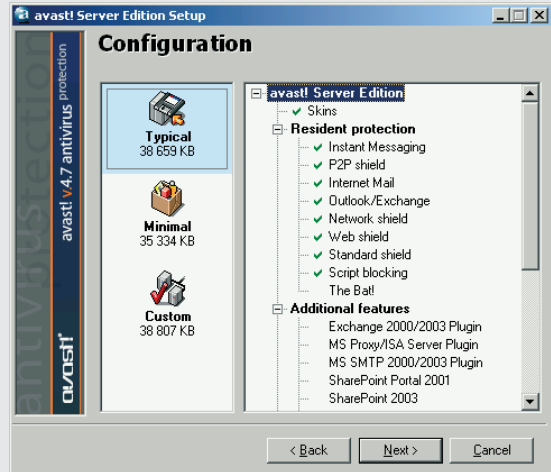 avast! Server Edition Setup
Configuration
antivirus protection
avast! v.4.7 antivirus protection
avast!
Typical
38 659 KB
Minimal
35 334 KB
Custom
38 807 KB
avast! Server Edition
Skins
Resident protection
Instant Messaging
P2P shield
Internet Mail
Outlook/Exchange
Network shield
Web shield
Standard shield
Script blocking
The Bat!
Additional features
Exchange 2000/2003 Plugin
MS Proxy/ISA Server Plugin
MS SMTP 2000/2003 Plugin
SharePoint Portal 2001
SharePoint 2003
< Back
Next >
Cancel